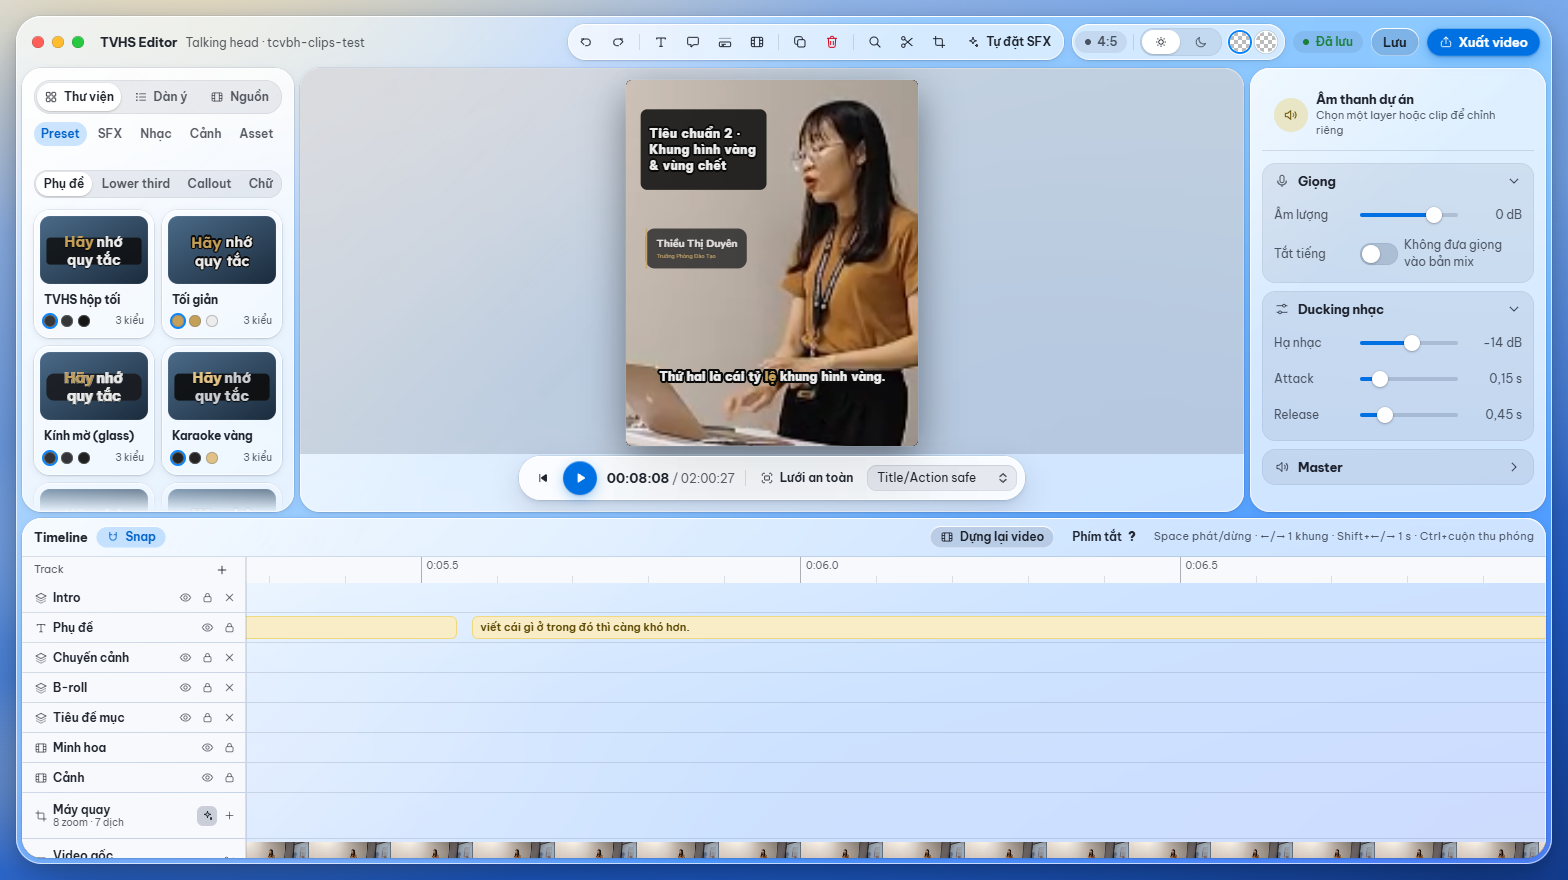 TVHS Editor Talking head · tcvbh-clips-test
Tự đặt SFX
4:5
Đã lưu
Lưu
Xuất video
Thư viện Dàn ý Nguồn
Preset SFX Nhạc Cảnh Asset
Phụ đề Lower third Callout Chữ
Hãy nhớ
quy tắc
TVHS hộp tối
3 kiểu
Hãy nhớ
quy tắc
Tối giản
3 kiểu
Hãy nhớ
quy tắc
Kính mờ (glass)
3 kiểu
Hãy nhớ
quy tắc
Karaoke vàng
3 kiểu
Tiêu chuẩn 2 ·
Khung hình vàng
& vùng chết
Thiều Thị Duyên
Trưởng Phòng Đào Tạo
Thứ hai là cái tỷ lệ khung hình vàng.
00:08:08 / 02:00:27
Lưới an toàn
Title/Action safe
Âm thanh dự án
Chọn một layer hoặc clip để chỉnh
riêng
Giọng
Âm lượng 0 dB
Tắt tiếng Không đưa giọng
vào bản mix
Ducking nhạc
Hạ nhạc -14 dB
Attack 0,15 s
Release 0,45 s
Master
Timeline Snap
Dựng lại video
Phím tắt ?
Space phát/dừng · ←/→ 1 khung · Shift+←/→ 1 s · Ctrl+cuộn thu phóng
Track
0:05.5 0:06.0 0:06.5
Intro
Phụ đề
viết cái gì ở trong đó thì càng khó hơn.
Chuyển cảnh
B-roll
Tiêu đề mục
Minh họa
Cảnh
Máy quay
8 zoom · 7 dịch
Video gốc